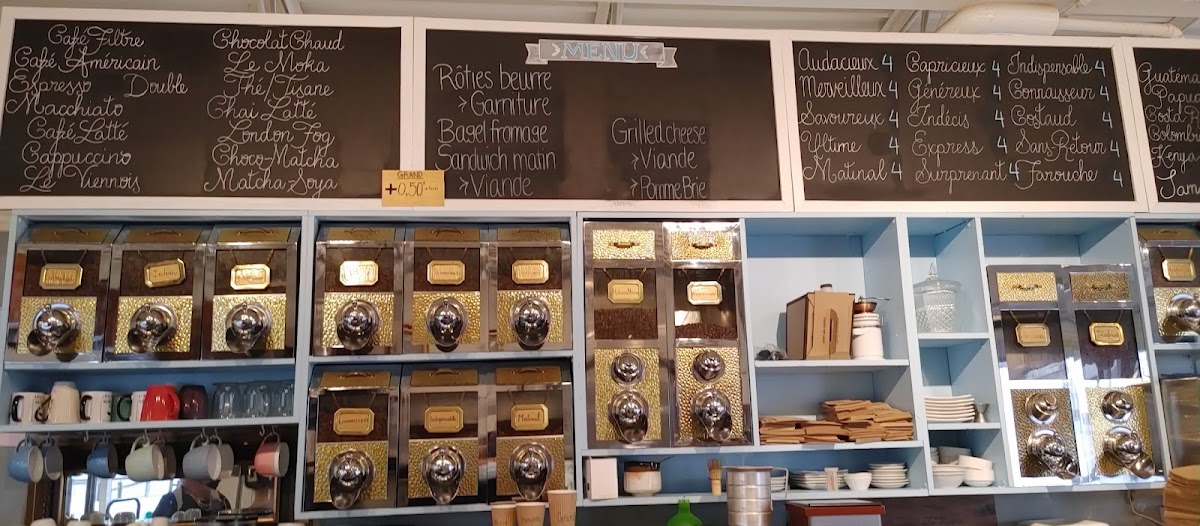 Café Filtre
Café Américain
Espresso Double
Macchiato
Café Latté
Cappuccino
Le Viennois
Chocolat Chaud
Le Moka
Thé/Tisane
Chai Latté
London Fog
Choco-Matcha
Matcha Soya
GRAND
+0,50¢
MENU
Rôties beurre
>Garniture
Bagel fromage
Sandwich matin
>Viande
Grilled cheese
>Viande
>Pomme Brie
Audacieux 4
Merveilleux 4
Savoureux 4
Ultime 4
Matinal 4
Capricieux 4
Généreux 4
Indécis 4
Express 4
Surprenant 4
Indispensable 4
Connaisseur 4
Costaud 4
Sans-Retour 4
Farouche 4